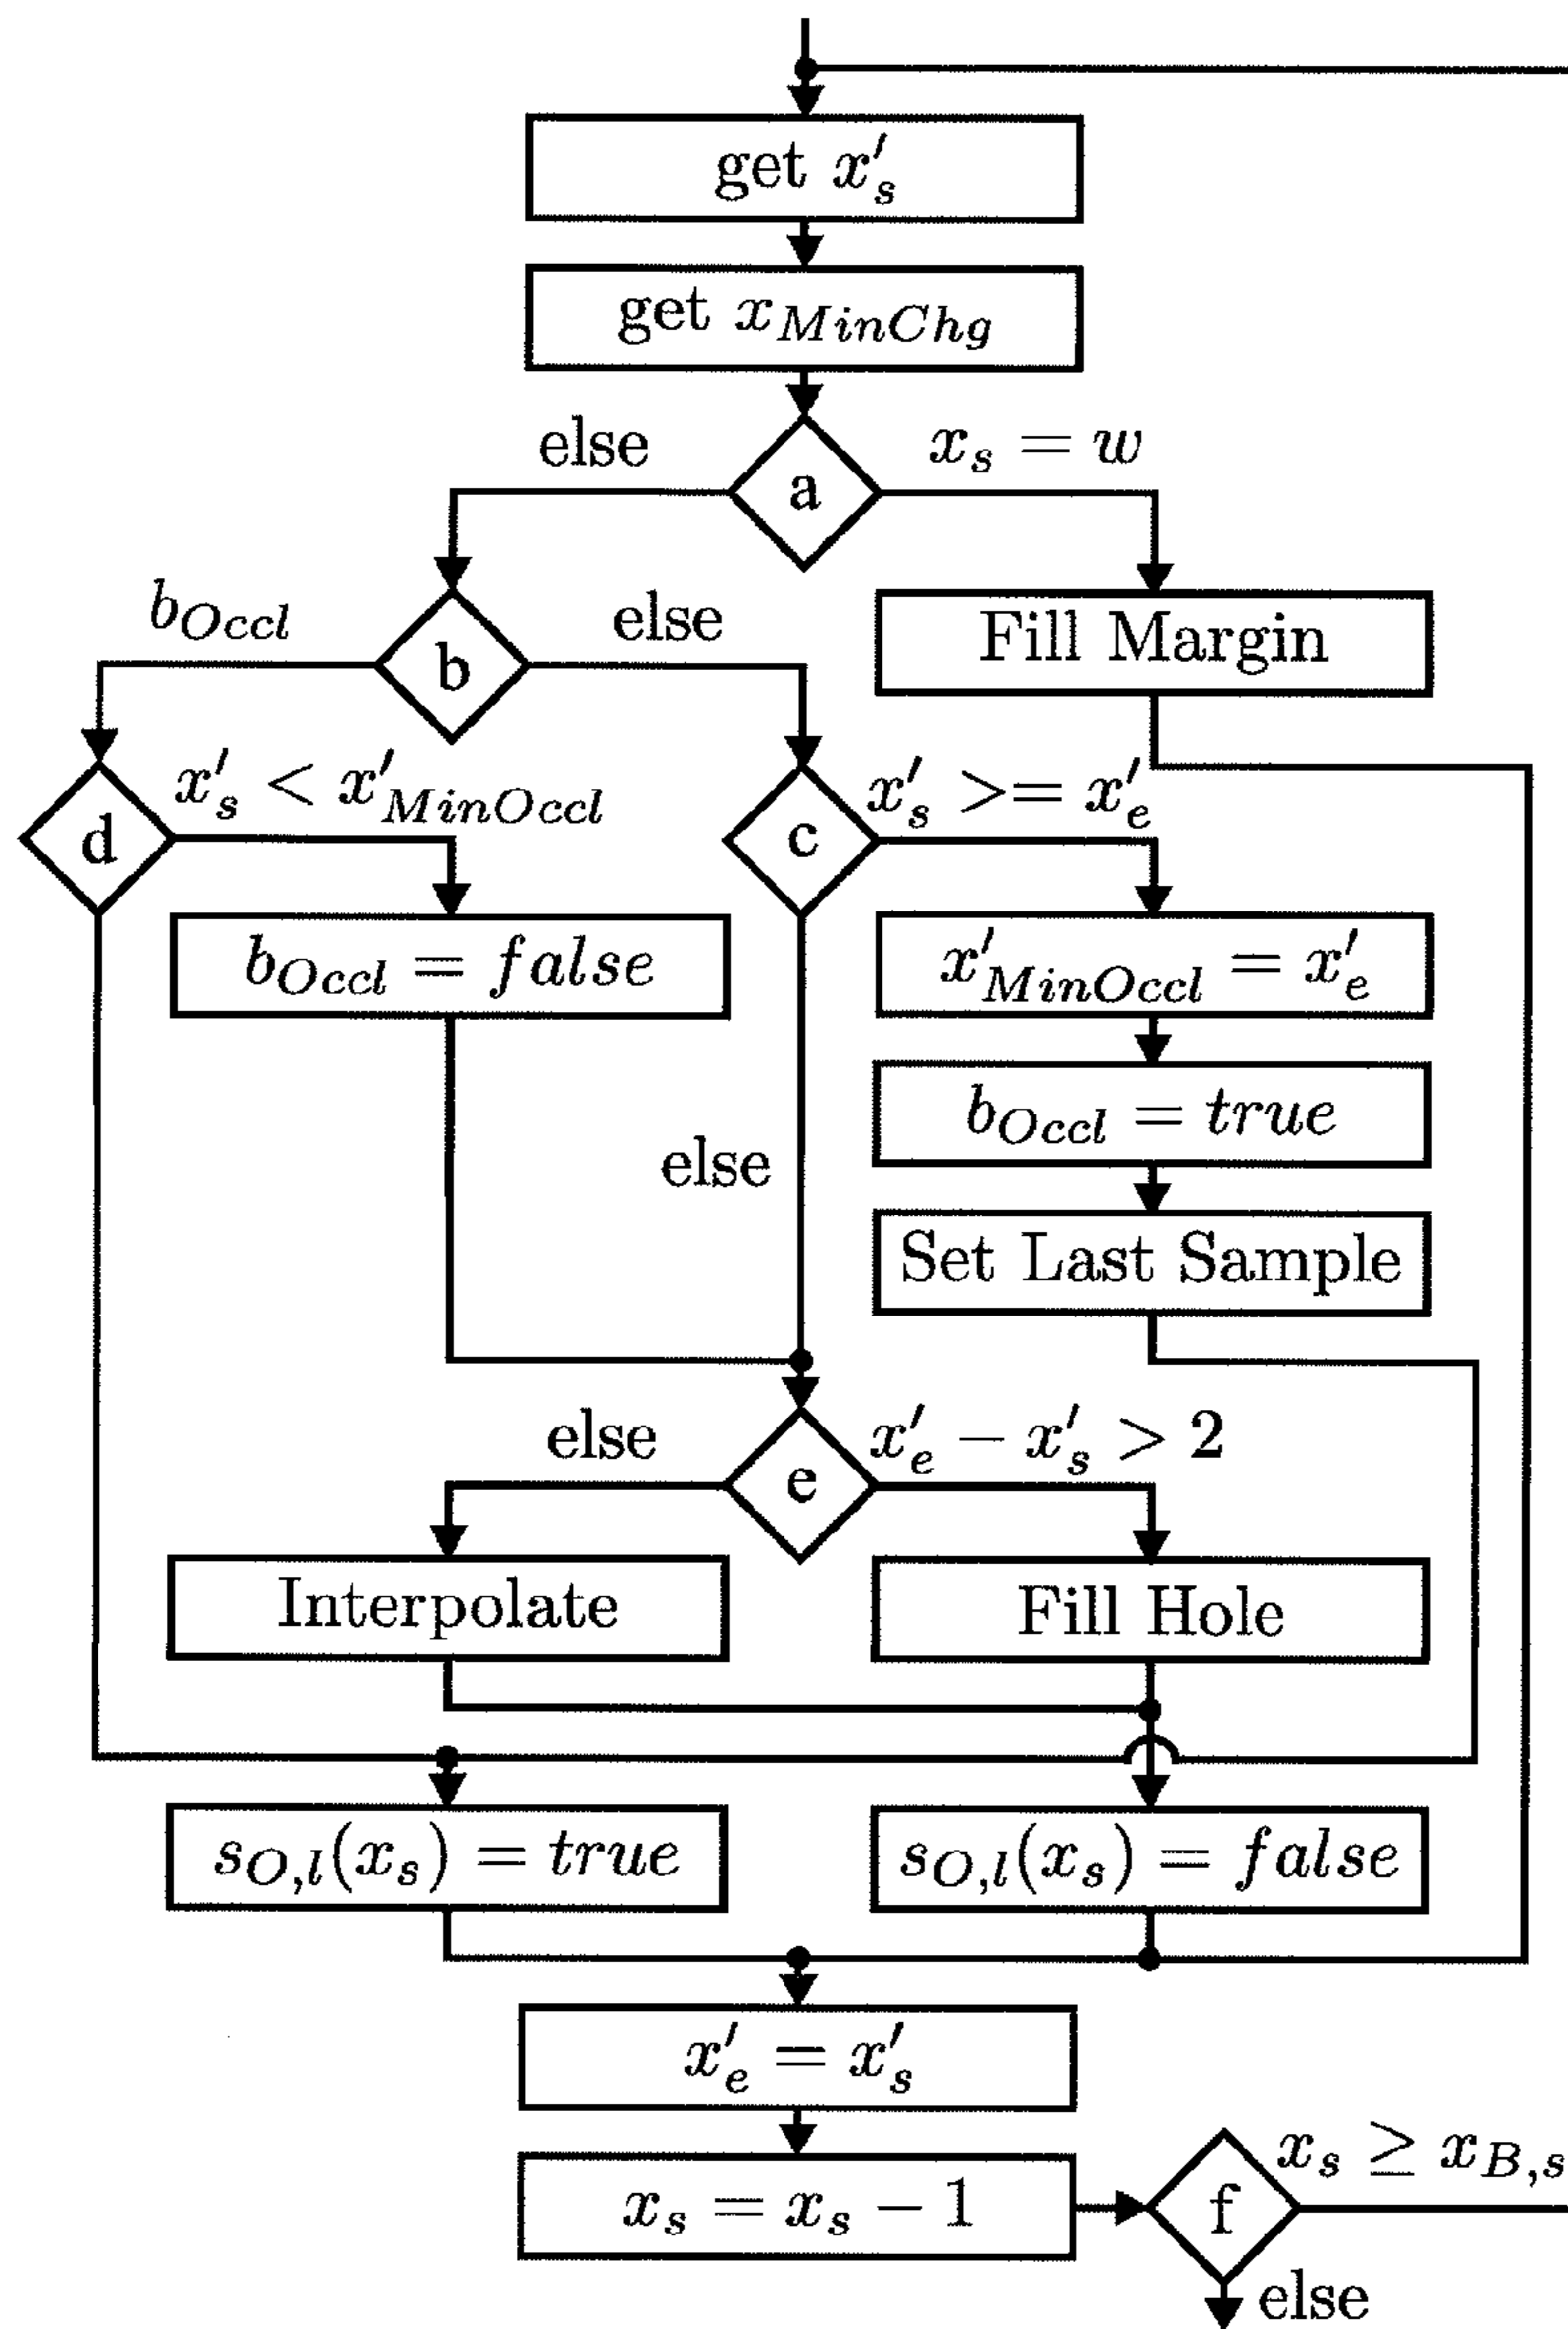 get x′_s
get x_MinChg
else
x_s = w
a
b_Occl
else
Fill Margin
b
x′_s < x′_MinOccl
x′_s >= x′_e
d
c
b_Occl = false
x′_MinOccl = x′_e
b_Occl = true
else
Set Last Sample
else
x′_e − x′_s > 2
e
Interpolate
Fill Hole
s_O,l(x_s) = true
s_O,l(x_s) = false
x′_e = x′_s
x_s ≥ x_B,s
x_s = x_s − 1
f
else